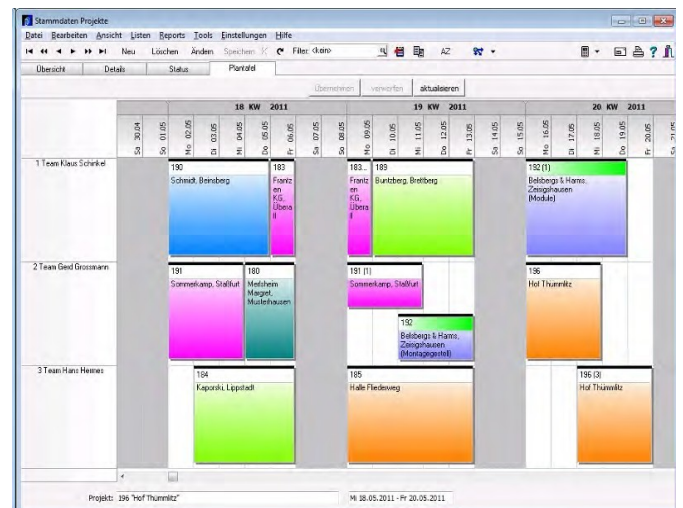 Stammdaten Projekte
Datei Bearbeiten Ansicht Listen Reports Tools Einstellungen Hilfe
Neu Löschen Ändern Speichern Filter: <kein> AZ
Übersicht Details Status Plantafel
Übernehmen verwerfen aktualisieren
18 KW 2011 19 KW 2011 20 KW 2011
Sa 30.04 So 01.05 Mo 02.05 Di 03.05 Mi 04.05 Do 05.05 Fr 06.05 Sa 07.05 So 08.05 Mo 09.05 Di 10.05 Mi 11.05 Do 12.05 Fr 13.05 Sa 14.05 So 15.05 Mo 16.05 Di 17.05 Mi 18.05 Do 19.05 Fr 20.05 Sa 21.05
1 Team Klaus Schinkel
190
Schmidt, Beinsberg
183
Frantz
en
KG,
Übera
ll
183...
Frantz
en
KG,
Übera
ll
189
Buntzberg, Brettberg
192 (1)
Belsbergs & Harms,
Zeisigshausen
(Module)
2 Team Gerd Grossmann
191
Sommerkamp, Staßfurt
180
Merlsheim
Margret,
Musterhausen
191 (1)
Sommerkamp, Staßfurt
192
Belsbergs & Harms,
Zeisigshausen
(Montagegestell)
196
Hof Thümmlitz
3 Team Hans Hermes
184
Kaporski, Lippstadt
185
Halle Fliederweg
196 (3)
Hof Thümmlitz
Projekt: 196 "Hof Thümmlitz" Mi 18.05.2011 - Fr 20.05.2011